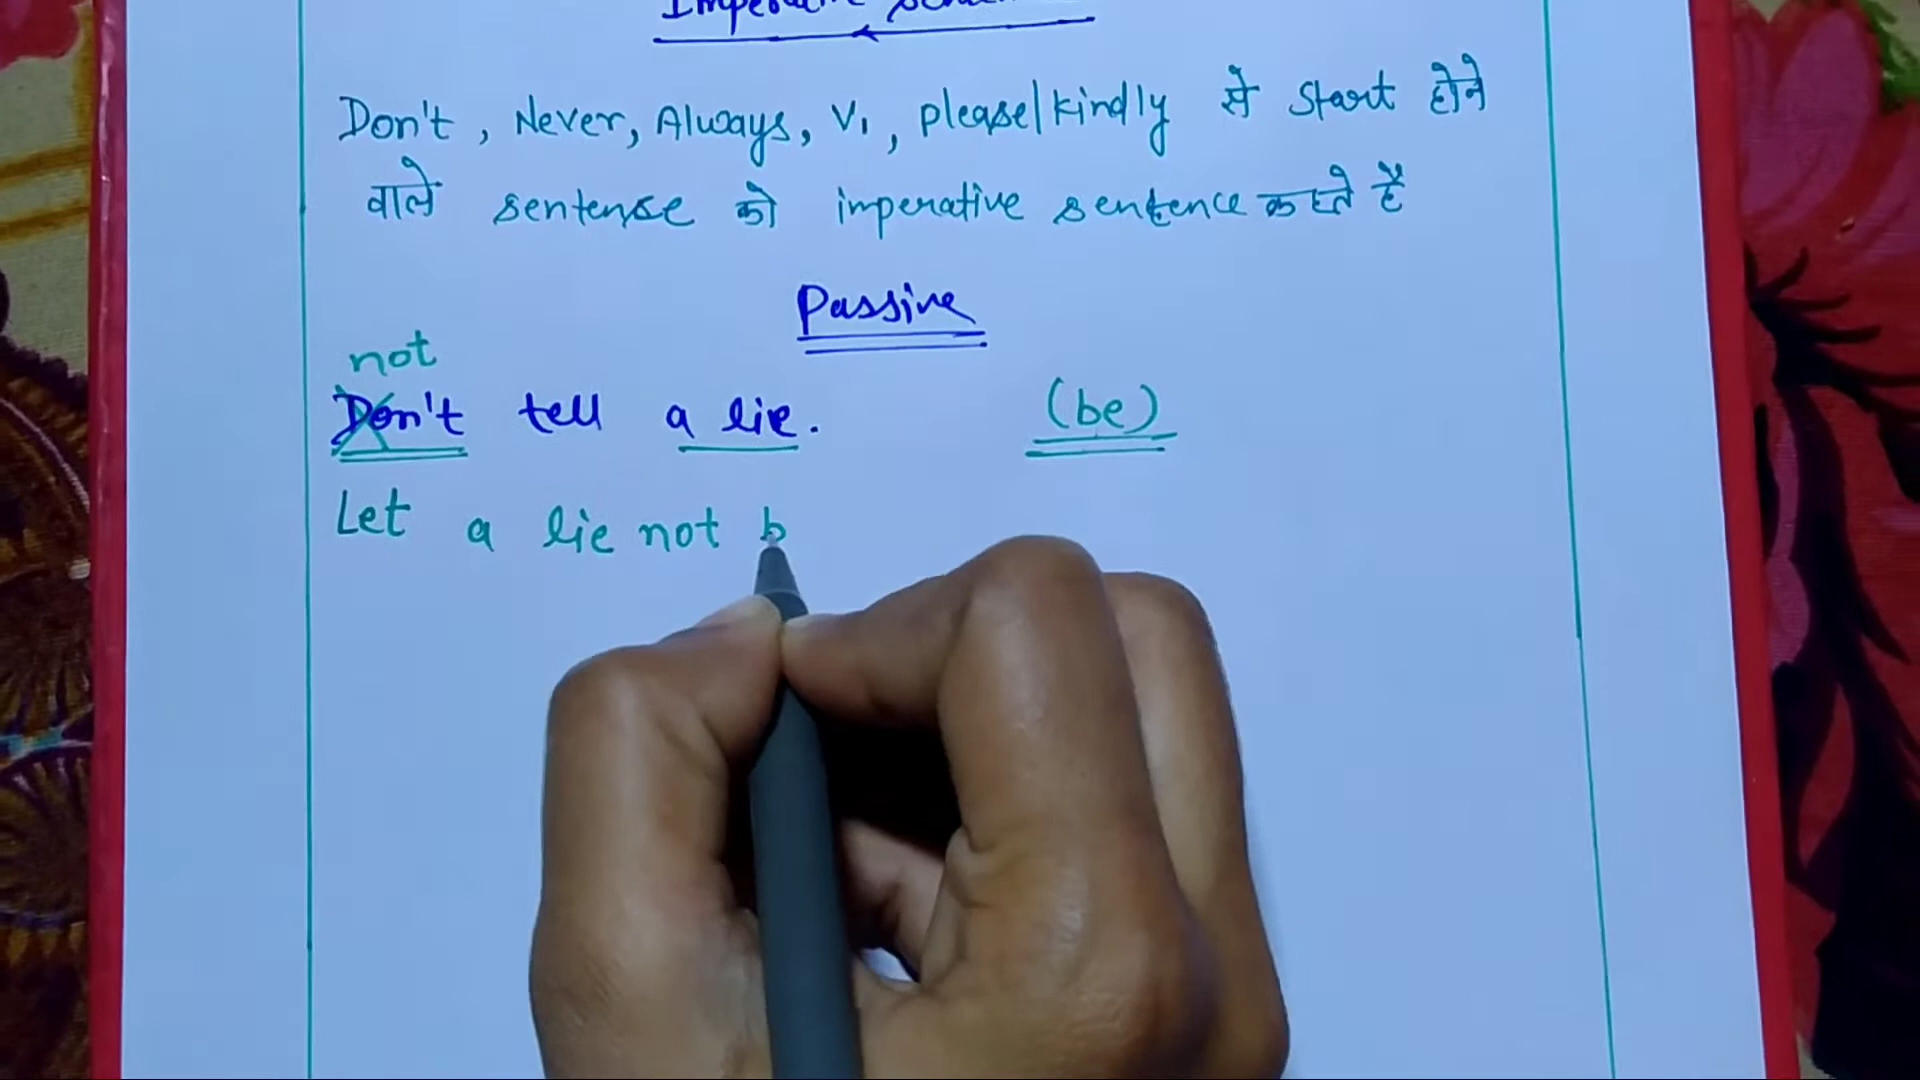 Imperative
Don't, Never, Always, V₁, please/kindly से start होने
वाले sentense को imperative sentence कहते हैं
Passive
not
Don't tell a lie. (be)
Let a lie not b